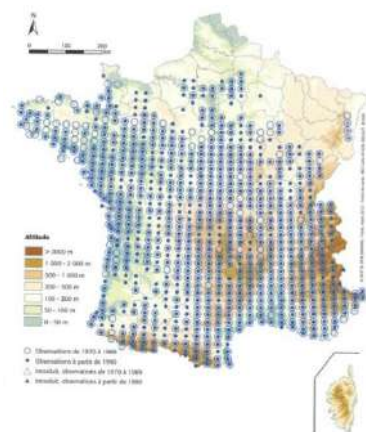 N
0 100 200
Altitude
> 2000 m
1 000 - 2 000 m
500 - 1 000 m
200 - 500 m
100 - 200 m
50 - 100 m
0 - 50 m
Observations de 1970 à 1989
Observations à partir de 1990
Introduit, observations de 1970 à 1989
Introduit, observations à partir de 1990